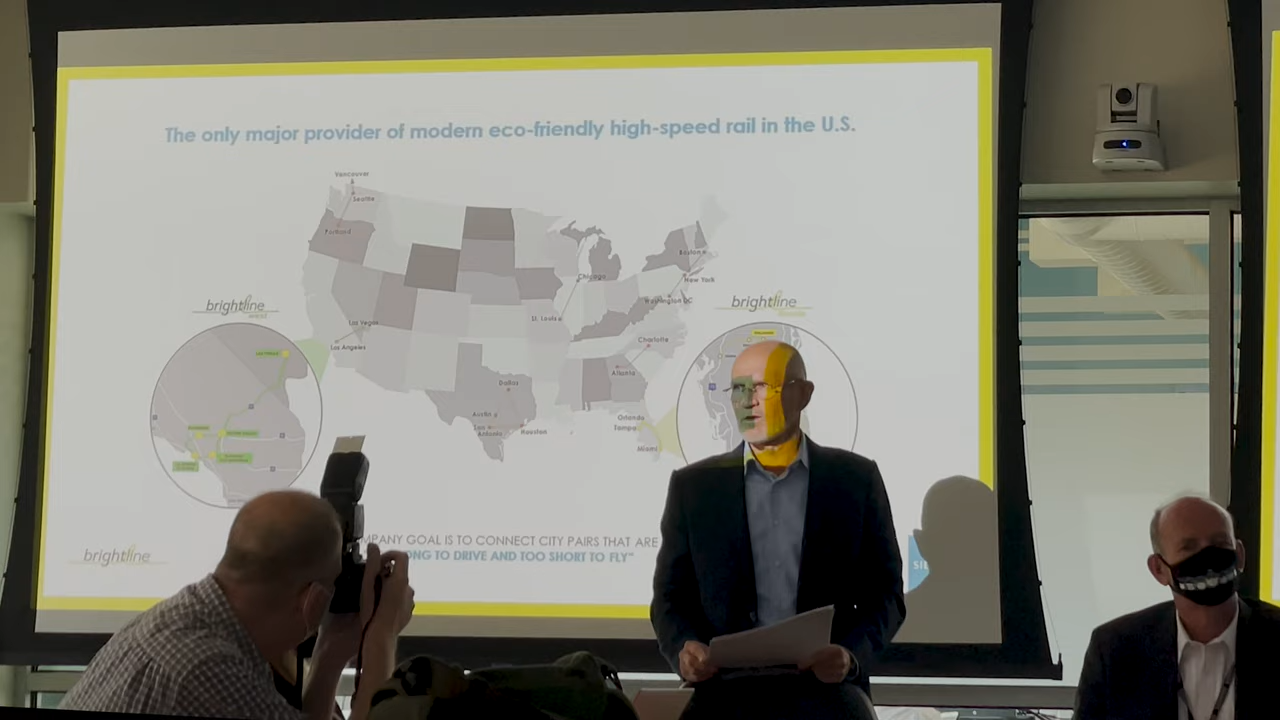 The only major provider of modern eco-friendly high-speed rail in the U.S.
Vancouver
Seattle
Portland
Boston
New York
Chicago
Washington DC
St. Louis
brightline
west
brightline
Las Vegas
Los Angeles
Charlotte
Atlanta
Dallas
Austin
San Antonio
Houston
Orlando
Tampa
Miami
MPANY GOAL IS TO CONNECT CITY PAIRS THAT ARE
ONG TO DRIVE AND TOO SHORT TO FLY"
brightline